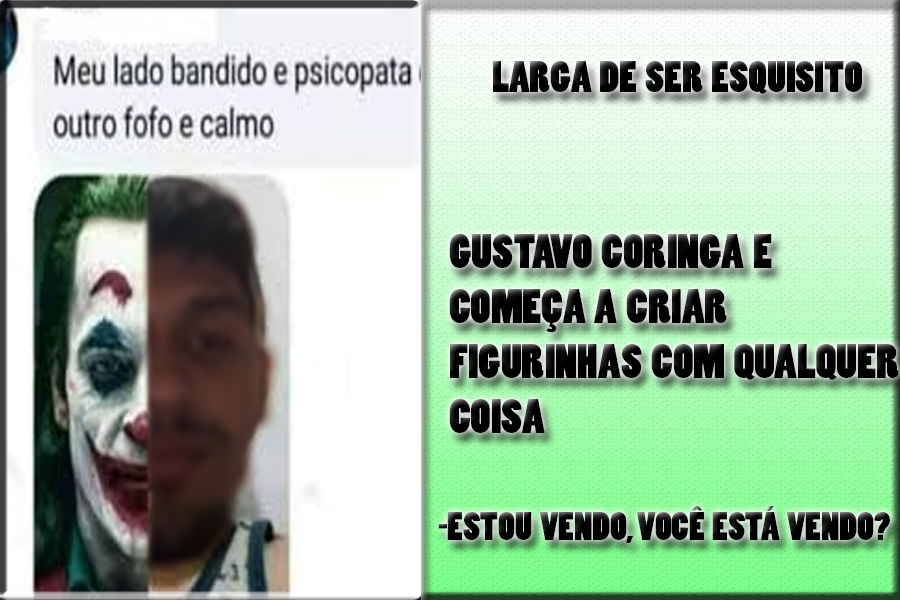 Meu lado bandido e psicopata
outro fofo e calmo
LARGA DE SER ESQUISITO
GUSTAVO CORINGA E
COMEÇA A CRIAR
FIGURINHAS COM QUALQUER
COISA
-ESTOU VENDO, VOCÊ ESTÁ VENDO?